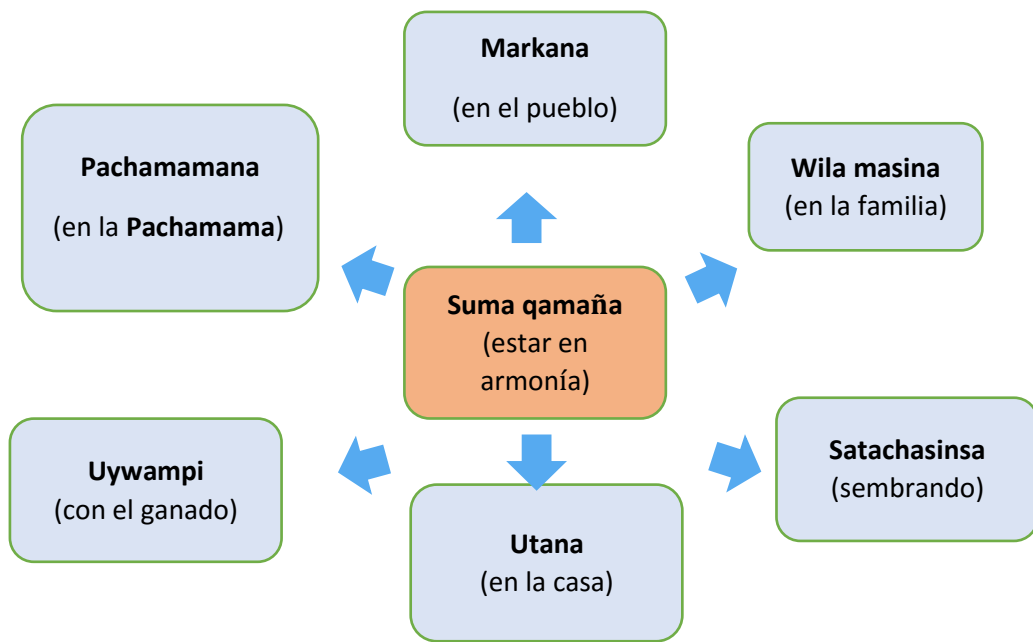 Markana
(en el pueblo)
Pachamamana
(en la Pachamama)
Wila masina
(en la familia)
Suma qamaña
(estar en
armonía)
Uywampi
(con el ganado)
Satachasinsa
(sembrando)
Utana
(en la casa)